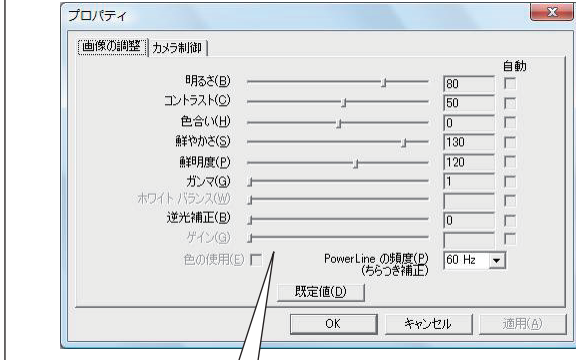 プロパティ
画像の調整 カメラ制御
自動
明るさ(B) 80
コントラスト(C) 50
色合い(H) 0
鮮やかさ(S) 130
鮮明度(P) 120
ガンマ(G) 1
ホワイト バランス(W)
逆光補正(B) 0
ゲイン(G)
色の使用(E) PowerLine の頻度(P) 60 Hz
(ちらつき補正)
既定値(D)
OK キャンセル 適用(A)